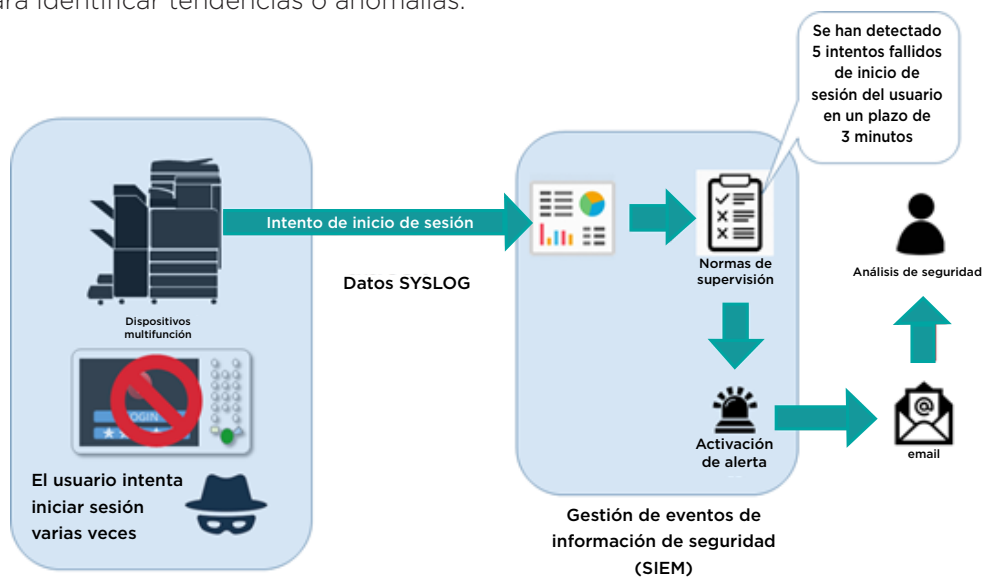 para identificar tendencias o anomalías.
Se han detectado
5 intentos fallidos
de inicio de
sesión del usuario
en un plazo de
3 minutos
Intento de inicio de sesión
Datos SYSLOG
Dispositivos
multifunción
LOGIN
El usuario intenta
iniciar sesión
varias veces
Normas de
supervisión
Activación
de alerta
Gestión de eventos de
información de seguridad
(SIEM)
Análisis de seguridad
@
email